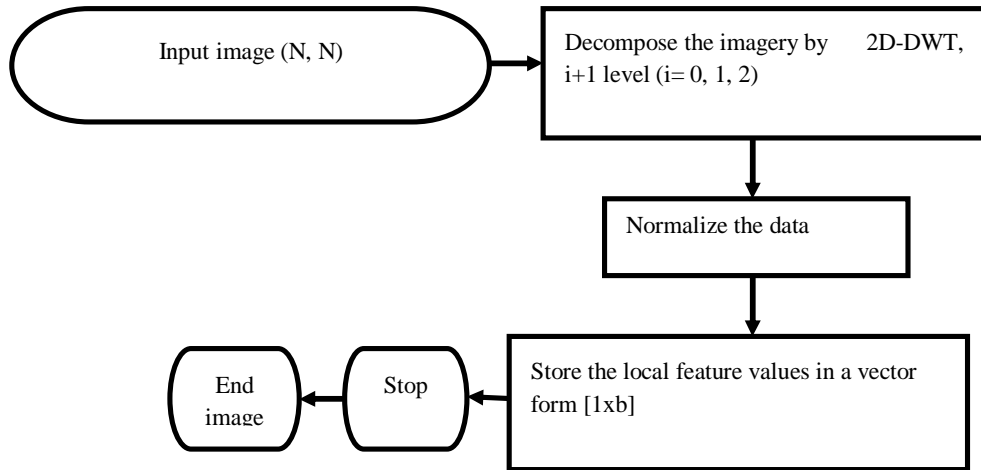 Input image (N, N)
Decompose the imagery by 2D-DWT,
i+1 level (i= 0, 1, 2)
Normalize the data
Store the local feature values in a vector
form [1xb]
Stop
End
image